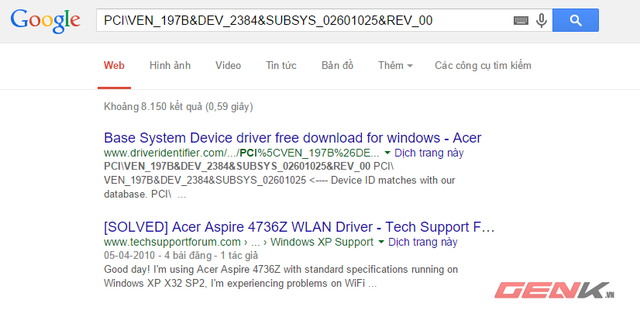 Google
PCI\VEN_197B&DEV_2384&SUBSYS_02601025&REV_00
Web Hình ảnh Video Tin tức Bản đồ Thêm Các công cụ tìm kiếm
Khoảng 8.150 kết quả (0,59 giây)
Base System Device driver free download for windows - Acer
www.driveridentifier.com/.../PCI%5CVEN_197B%26DE... Dịch trang này
PCI\VEN_197B&DEV_2384&SUBSYS_02601025&REV_00 PCI\
VEN_197B&DEV_2384&SUBSYS_02601025 <---- Device ID matches with our
database. PCI\ ...
[SOLVED] Acer Aspire 4736Z WLAN Driver - Tech Support F…
www.techsupportforum.com › ... › Windows XP Support Dịch trang này
05-04-2010 - 4 bài đăng - 1 tác giả
Good day! I'm using Acer Aspire 4736Z with standard specifications running on
Windows XP X32 SP2, I'm experiencing problems on WiFi ...
GENK.VN